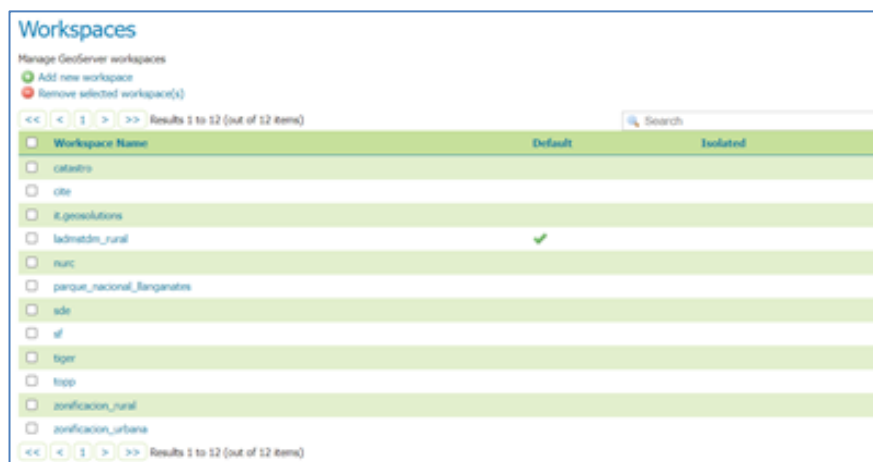 Workspaces
Manage GeoServer workspaces
Add new workspace
Remove selected workspace(s)
<< < 1 > >> Results 1 to 12 (out of 12 items) Search
Workspace Name Default Isolated
catastro
cite
it.geosolutions
ladmstdm_rural
nurc
parque_nacional_llanganates
sde
sf
tiger
topp
zonificacion_rural
zonificacion_urbana
<< < 1 > >> Results 1 to 12 (out of 12 items)